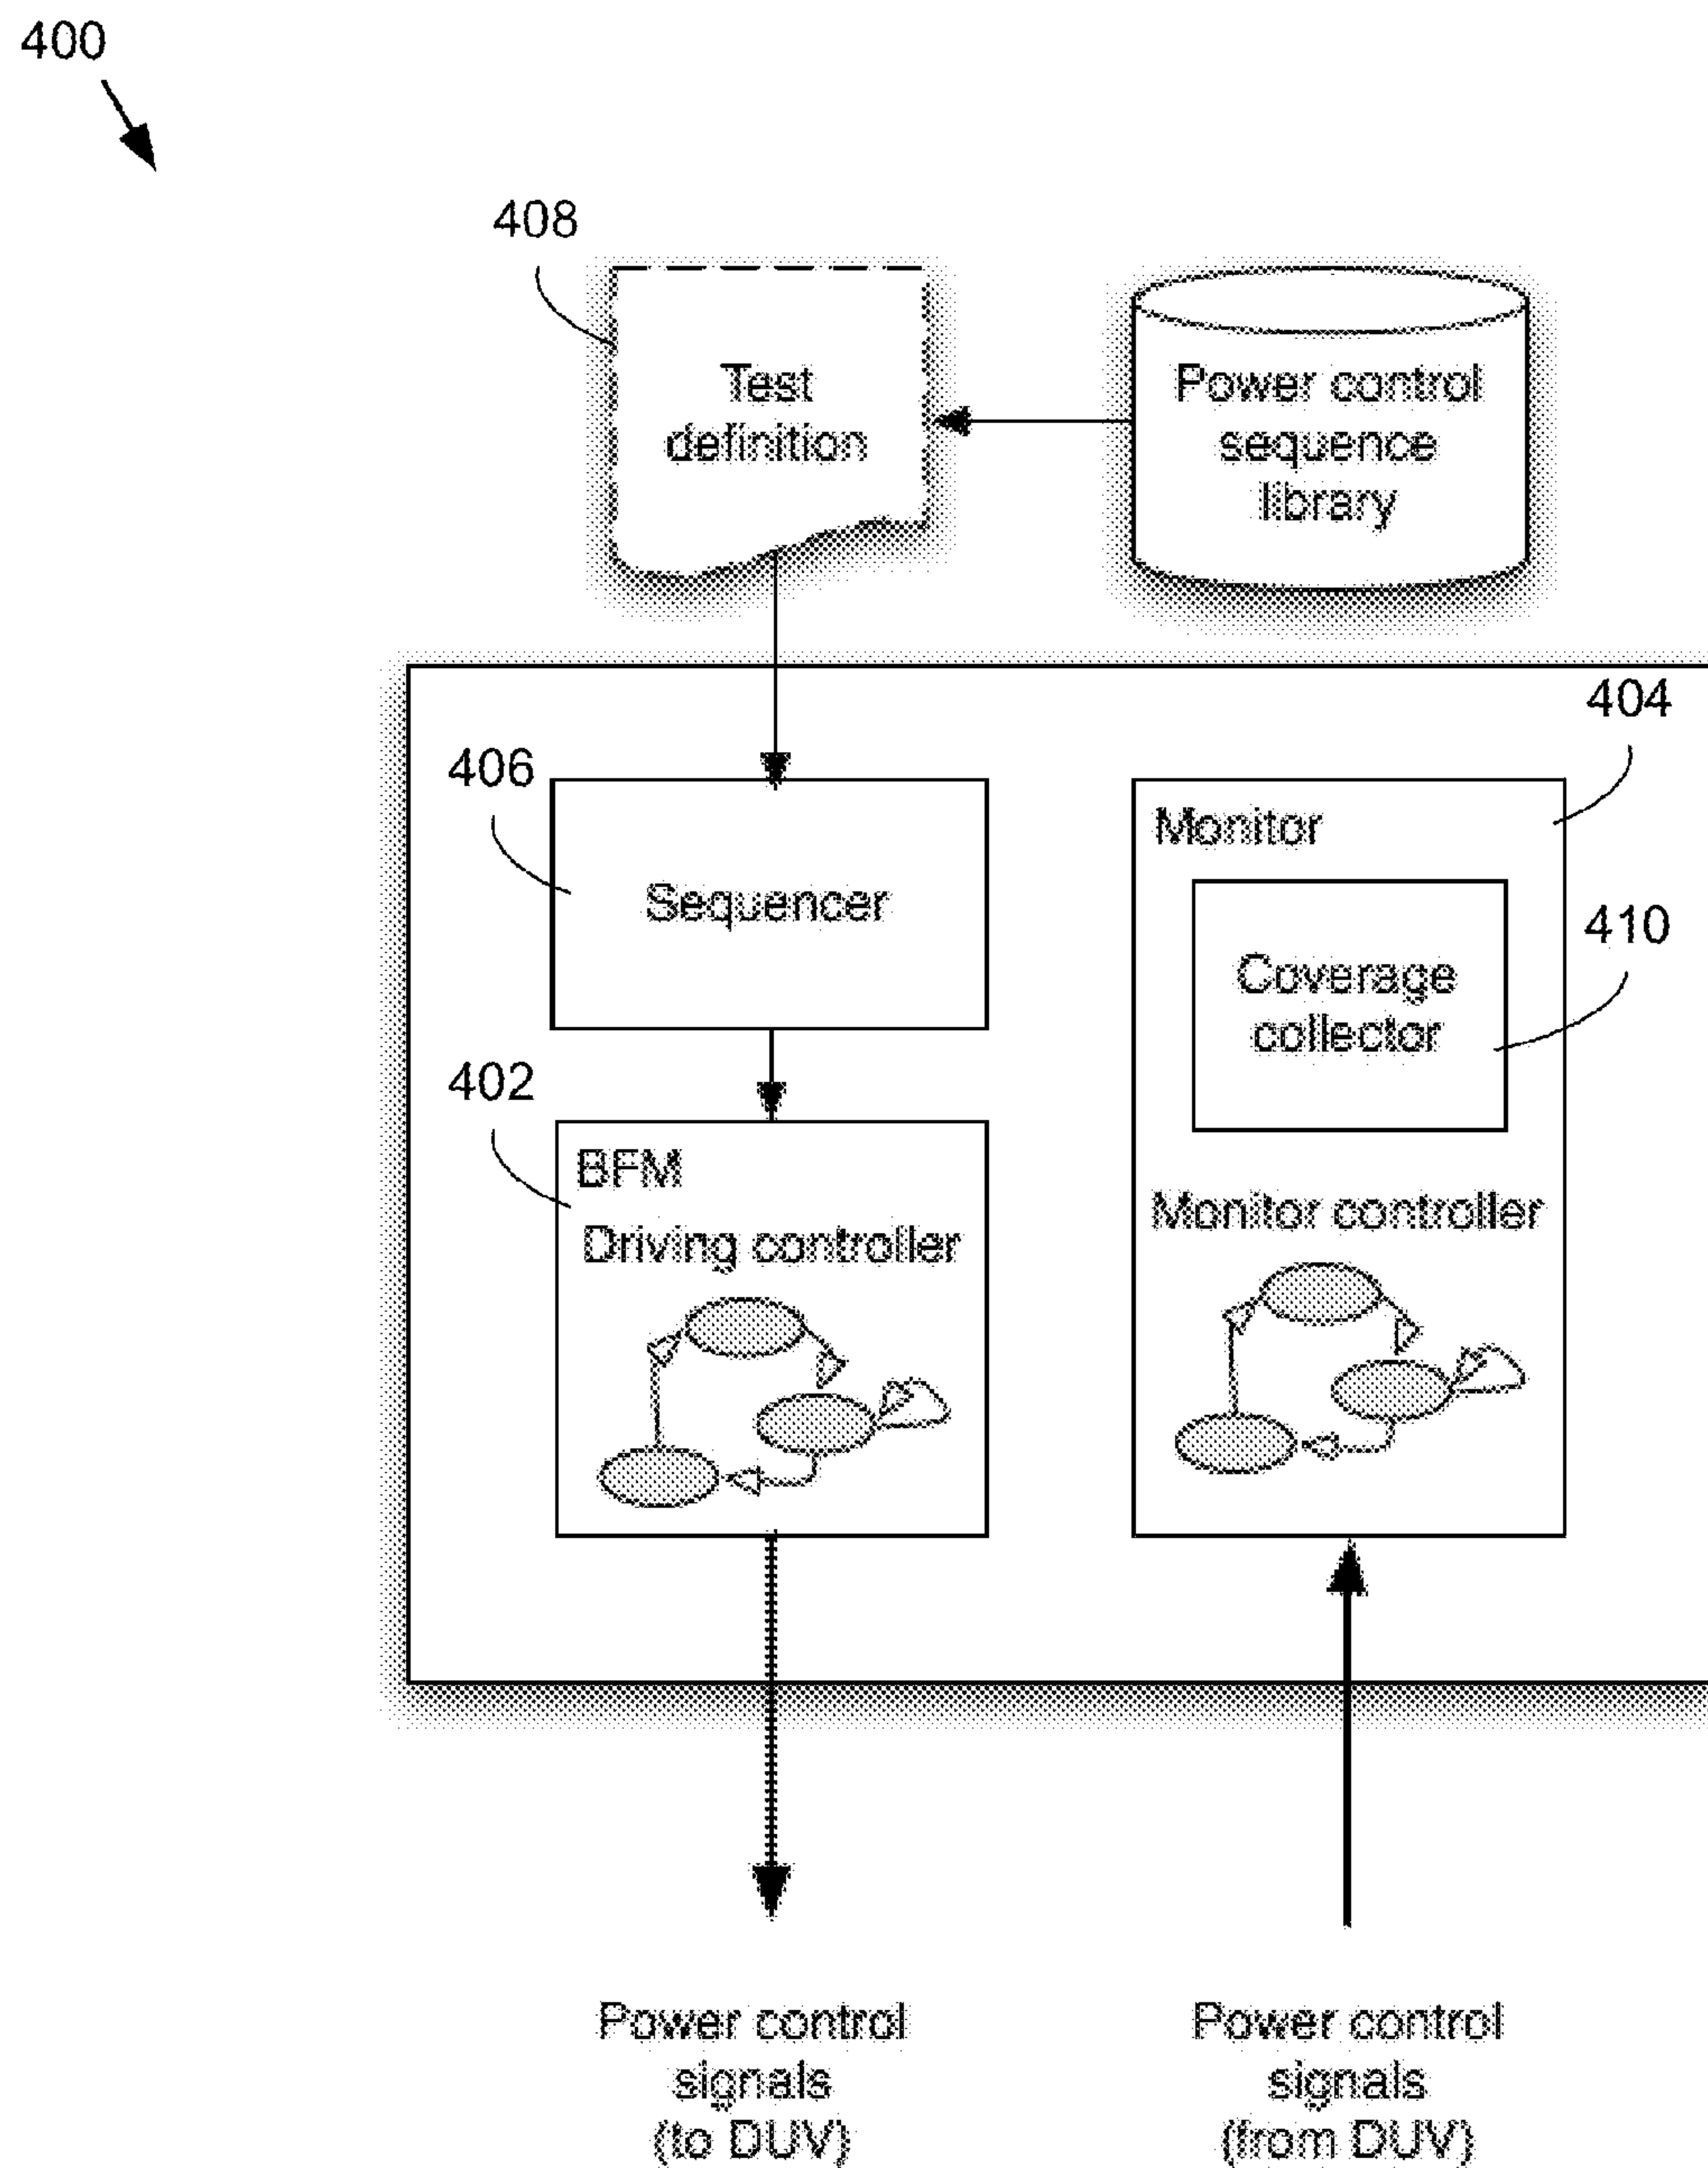 400
408
Test
definition
Power control
sequence
library
404
406
Monitor
Sequencer
410
Coverage
collector
402
BFM
Driving controller
Monitor controller
Power control
signals
(to DUV)
Power control
signals
(from DUV)